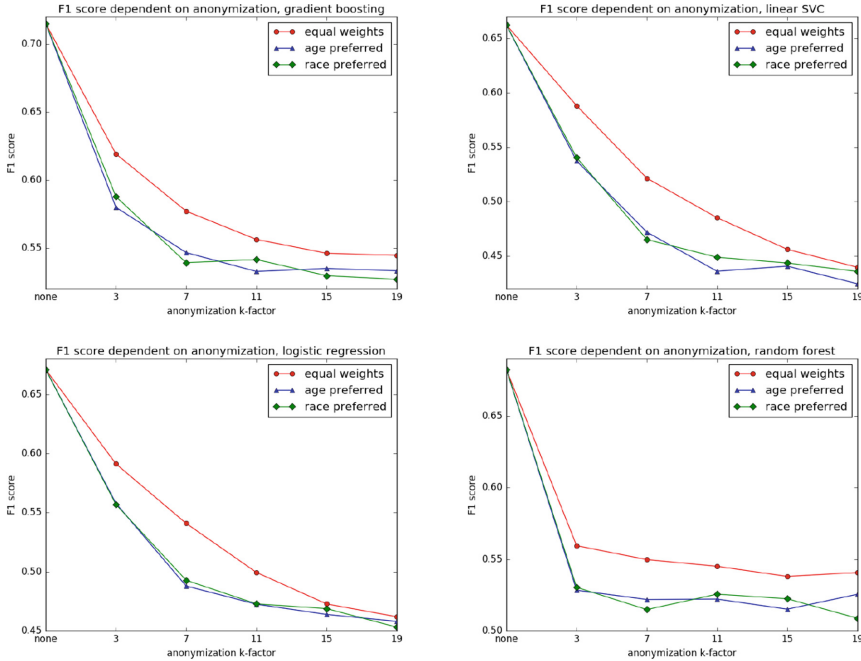 F1 score dependent on anonymization, gradient boosting
equal weights
age preferred
race preferred
0.70
0.65
0.60
0.55
F1 score
none 3 7 11 15 19
anonymization k-factor
F1 score dependent on anonymization, linear SVC
equal weights
age preferred
race preferred
0.65
0.60
0.55
0.50
0.45
F1 score
none 3 7 11 15 19
anonymization k-factor
F1 score dependent on anonymization, logistic regression
equal weights
age preferred
race preferred
0.65
0.60
0.55
0.50
0.45
F1 score
none 3 7 11 15 19
anonymization k-factor
F1 score dependent on anonymization, random forest
equal weights
age preferred
race preferred
0.65
0.60
0.55
0.50
F1 score
none 3 7 11 15 19
anonymization k-factor